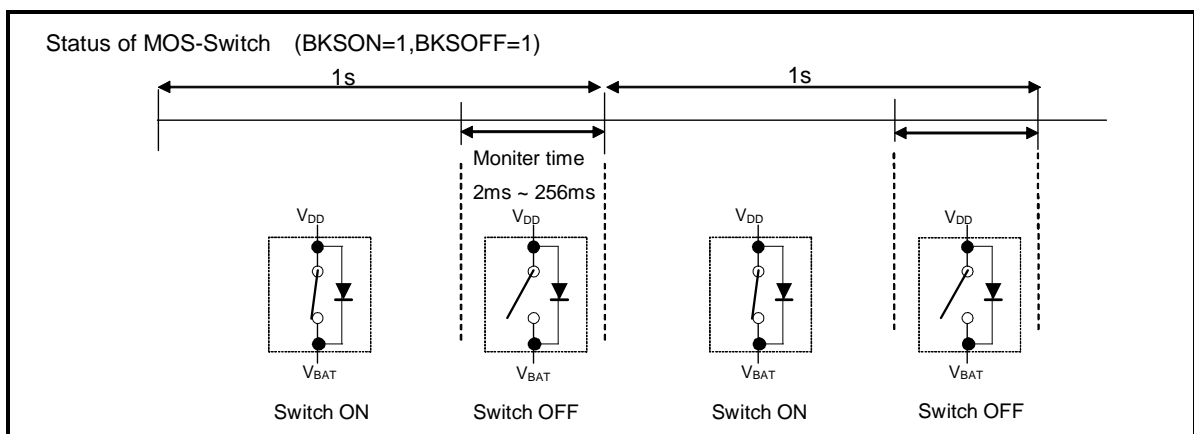 Status of MOS-Switch (BKSON=1,BKSOFF=1)
1s 1s
Moniter time
2ms ~ 256ms
VDD VDD VDD VDD
VBAT VBAT VBAT VBAT
Switch ON Switch OFF Switch ON Switch OFF